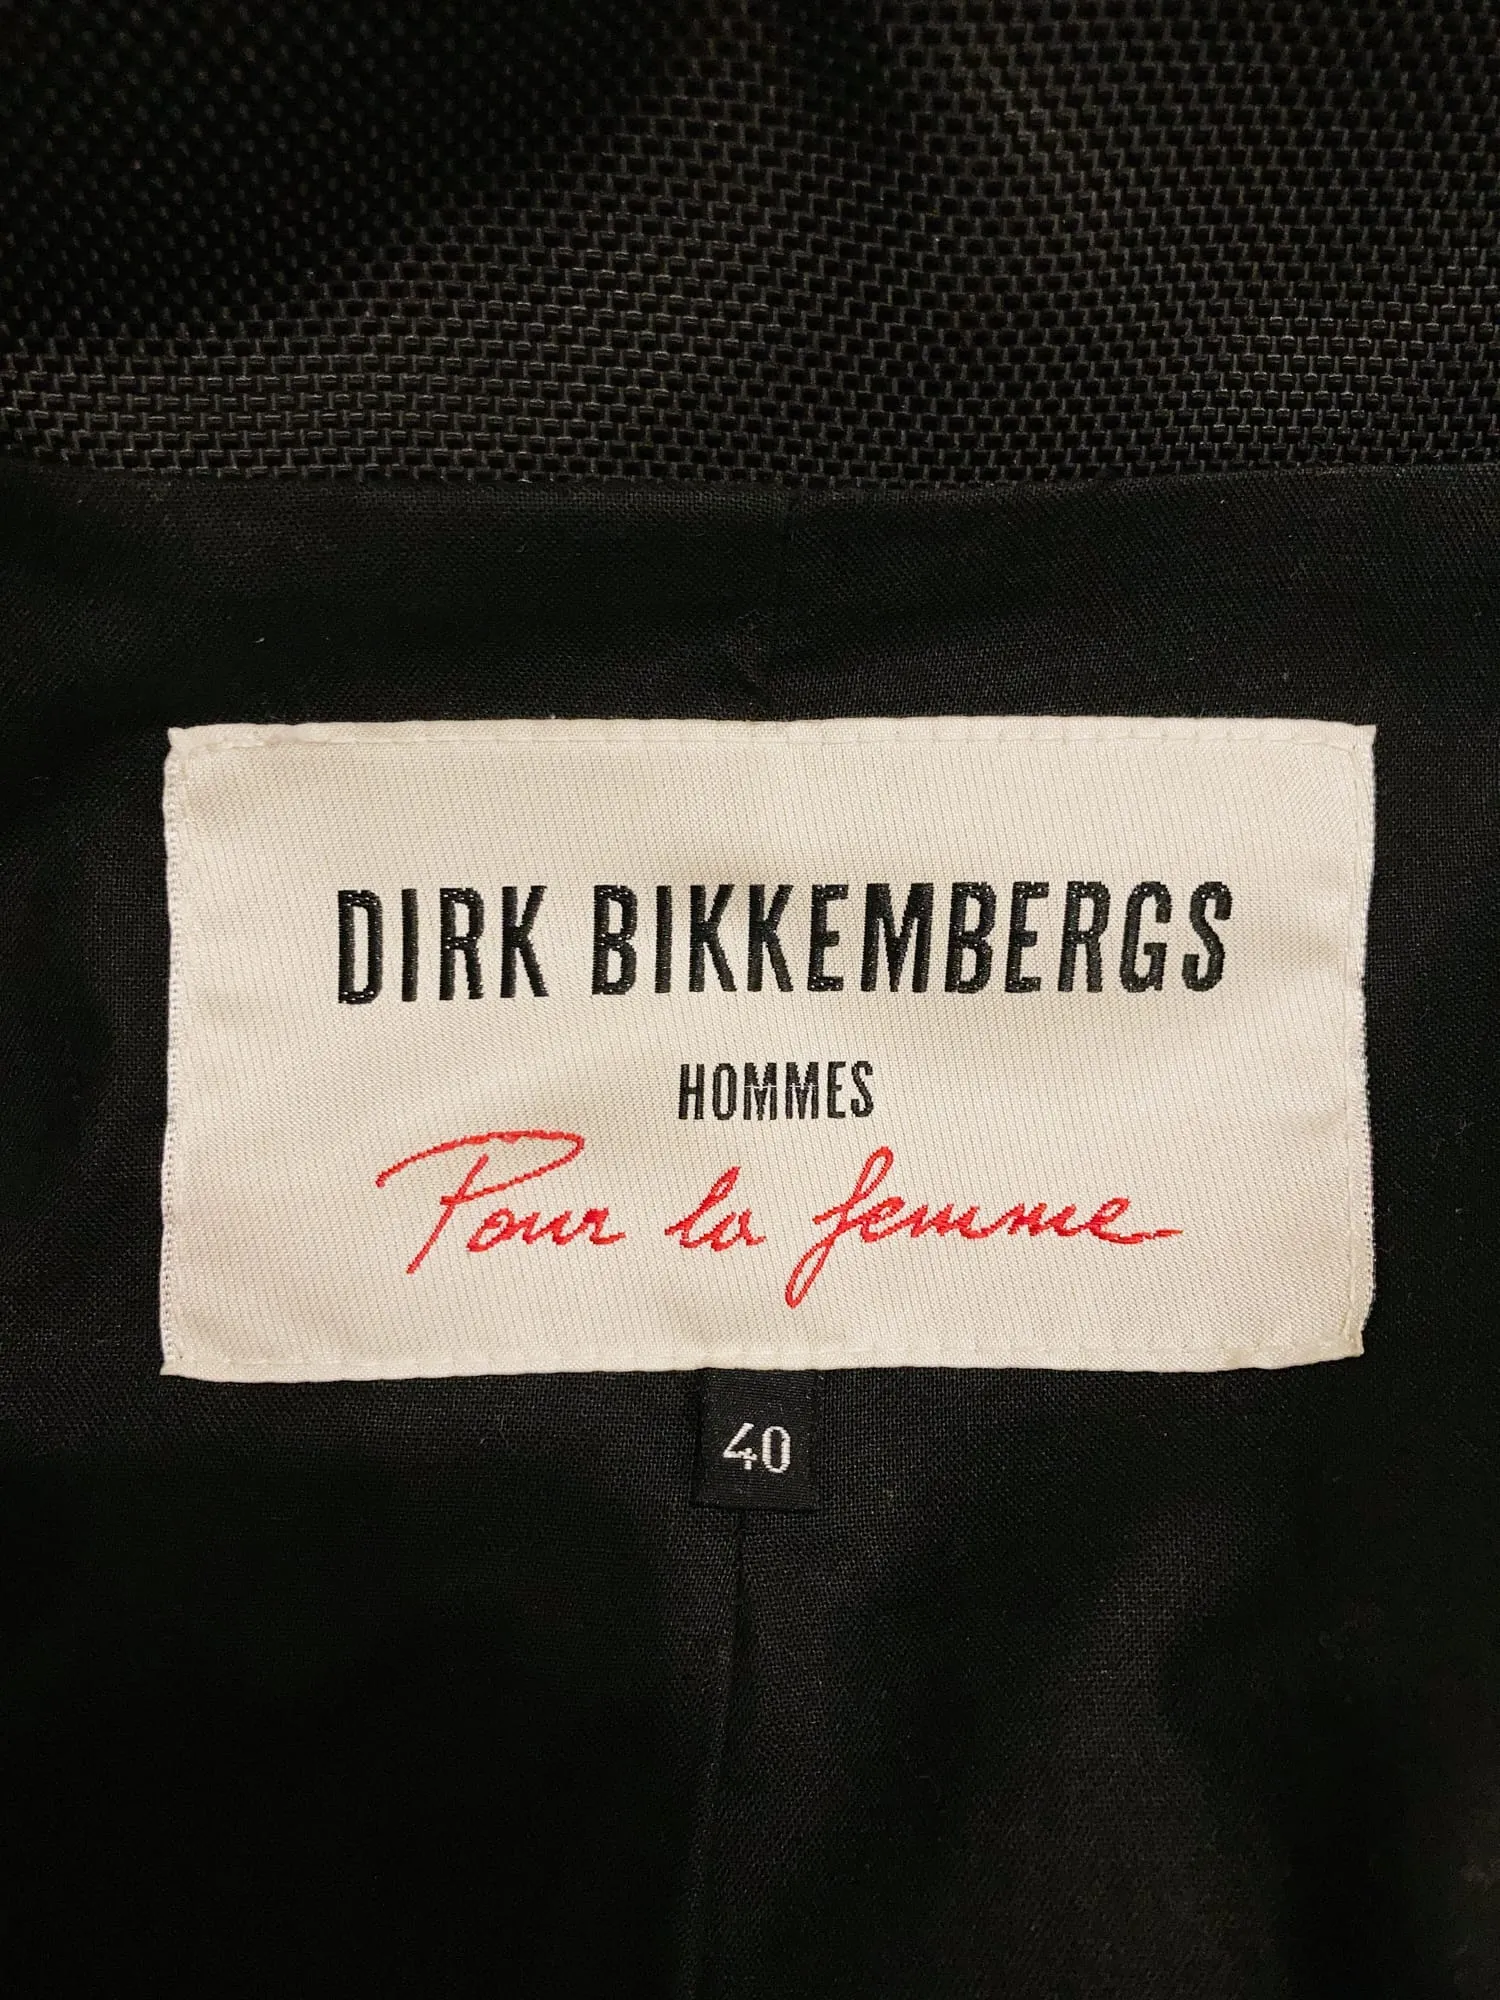 DIRK BIKKEMBERGS
HOMMES
Pour la femme
40